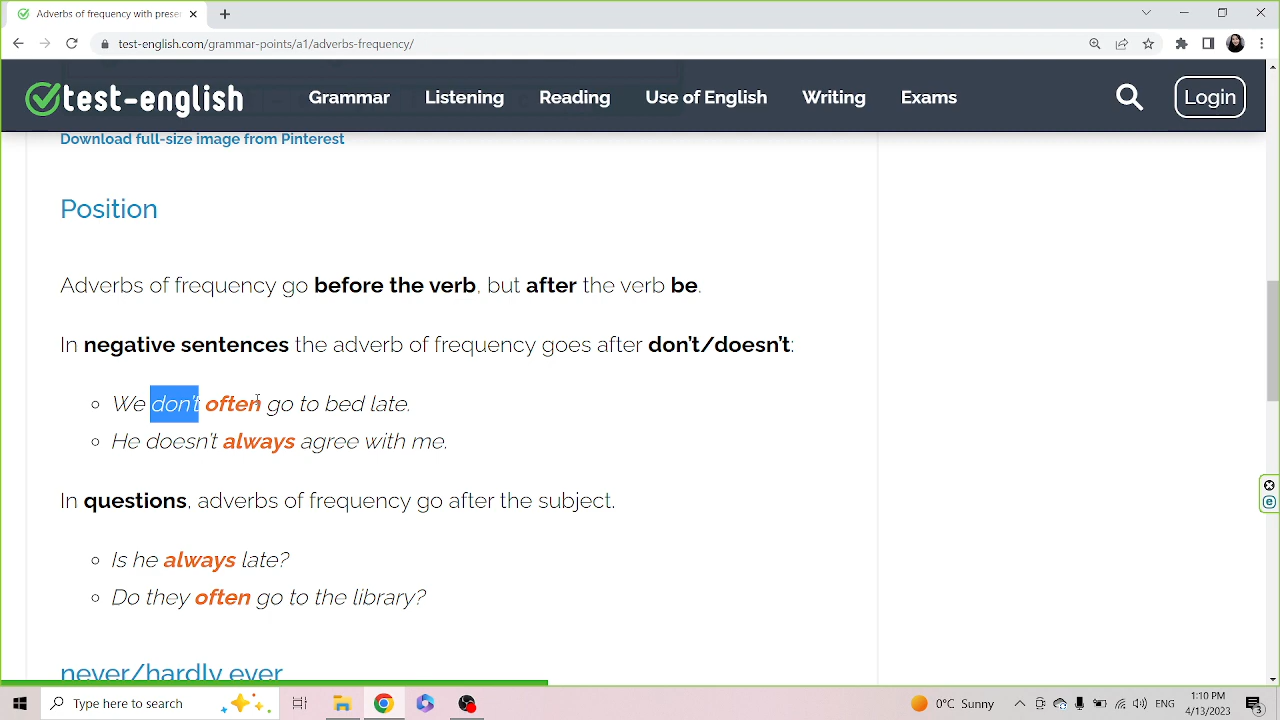 Adverbs of frequency with prese
test-english.com/grammar-points/a1/adverbs-frequency/
test-english
Grammar
Listening
Reading
Use of English
Writing
Exams
Login
Download full-size image from Pinterest
Position
Adverbs of frequency go before the verb, but after the verb be.
In negative sentences the adverb of frequency goes after don't/doesn't:
We don't often go to bed late.
He doesn't always agree with me.
In questions, adverbs of frequency go after the subject.
Is he always late?
Do they often go to the library?
never/hardly ever
Type here to search
0°C Sunny
ENG
1:10 PM
4/13/2023
3